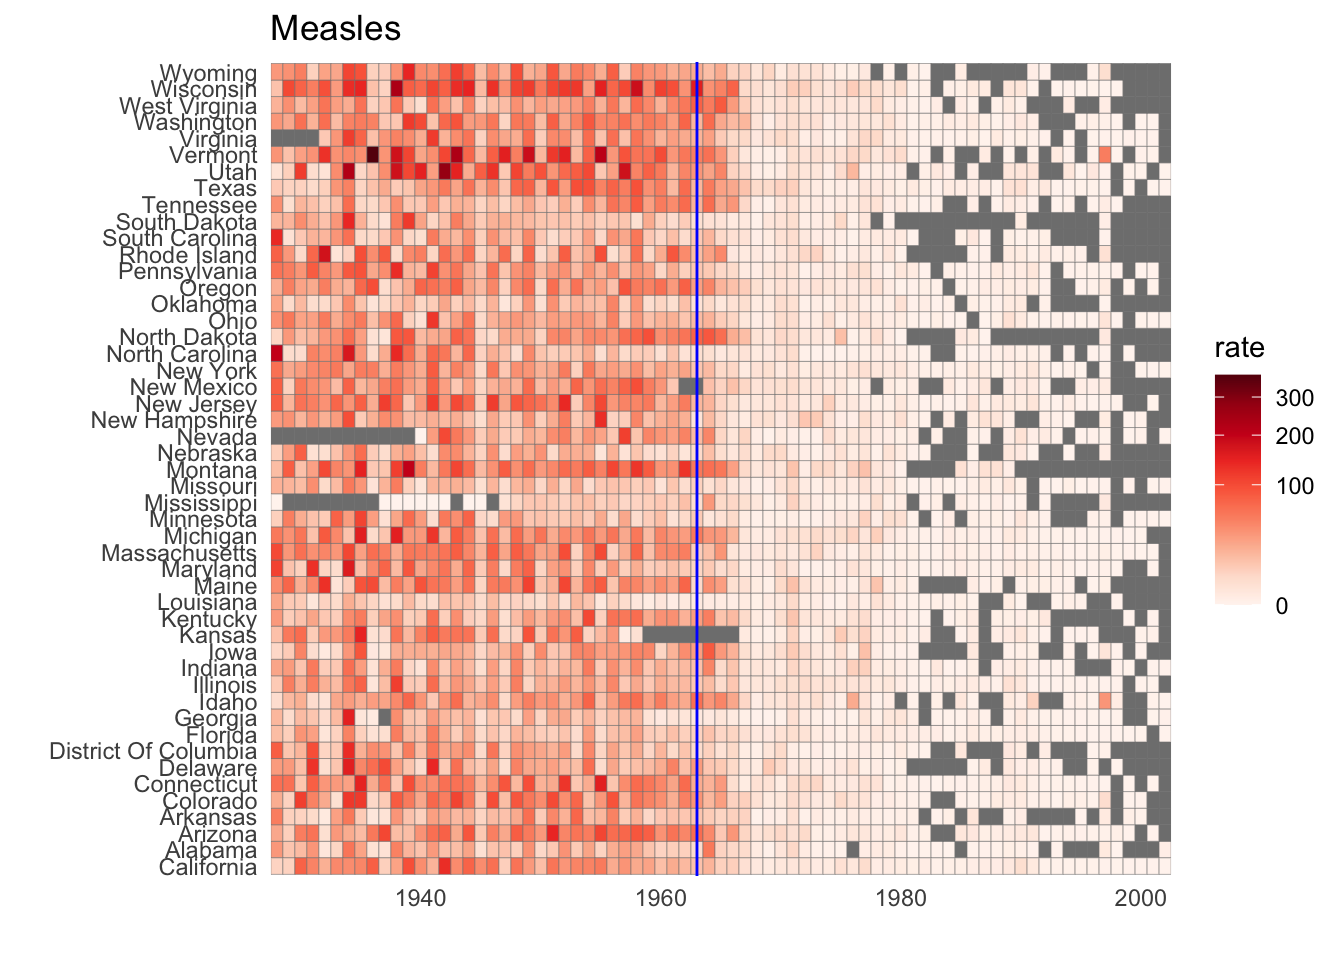 Measles
Wyoming
Wisconsin
West Virginia
Washington
Virginia
Vermont
Utah
Texas
Tennessee
South Dakota
South Carolina
Rhode Island
Pennsylvania
Oregon
Oklahoma
Ohio
North Dakota
North Carolina
New York
New Mexico
New Jersey
New Hampshire
Nevada
Nebraska
Montana
Missouri
Mississippi
Minnesota
Michigan
Massachusetts
Maryland
Maine
Louisiana
Kentucky
Kansas
Iowa
Indiana
Illinois
Idaho
Georgia
Florida
District Of Columbia
Delaware
Connecticut
Colorado
Arkansas
Arizona
Alabama
California
1940 1960 1980 2000
rate
300
200
100
0